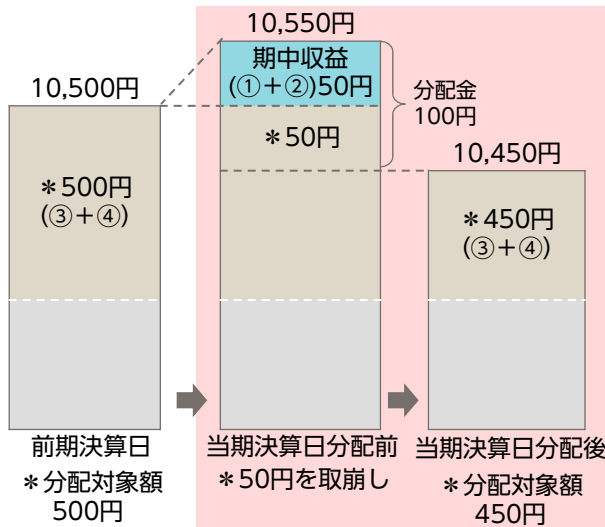 10,500円
＊500円
(③＋④)
前期決算日
＊分配対象額
500円
10,550円
期中収益
(①＋②)50円
＊50円
分配金
100円
当期決算日分配前
＊50円を取崩し
10,450円
＊450円
(③＋④)
当期決算日分配後
＊分配対象額
450円